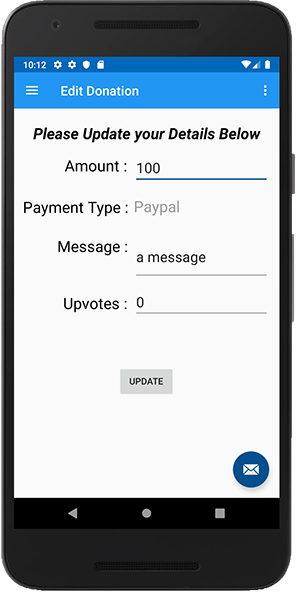 10:12
Edit Donation
Please Update your Details Below
Amount : 100
Payment Type : Paypal
Message : a message
Upvotes : 0
UPDATE